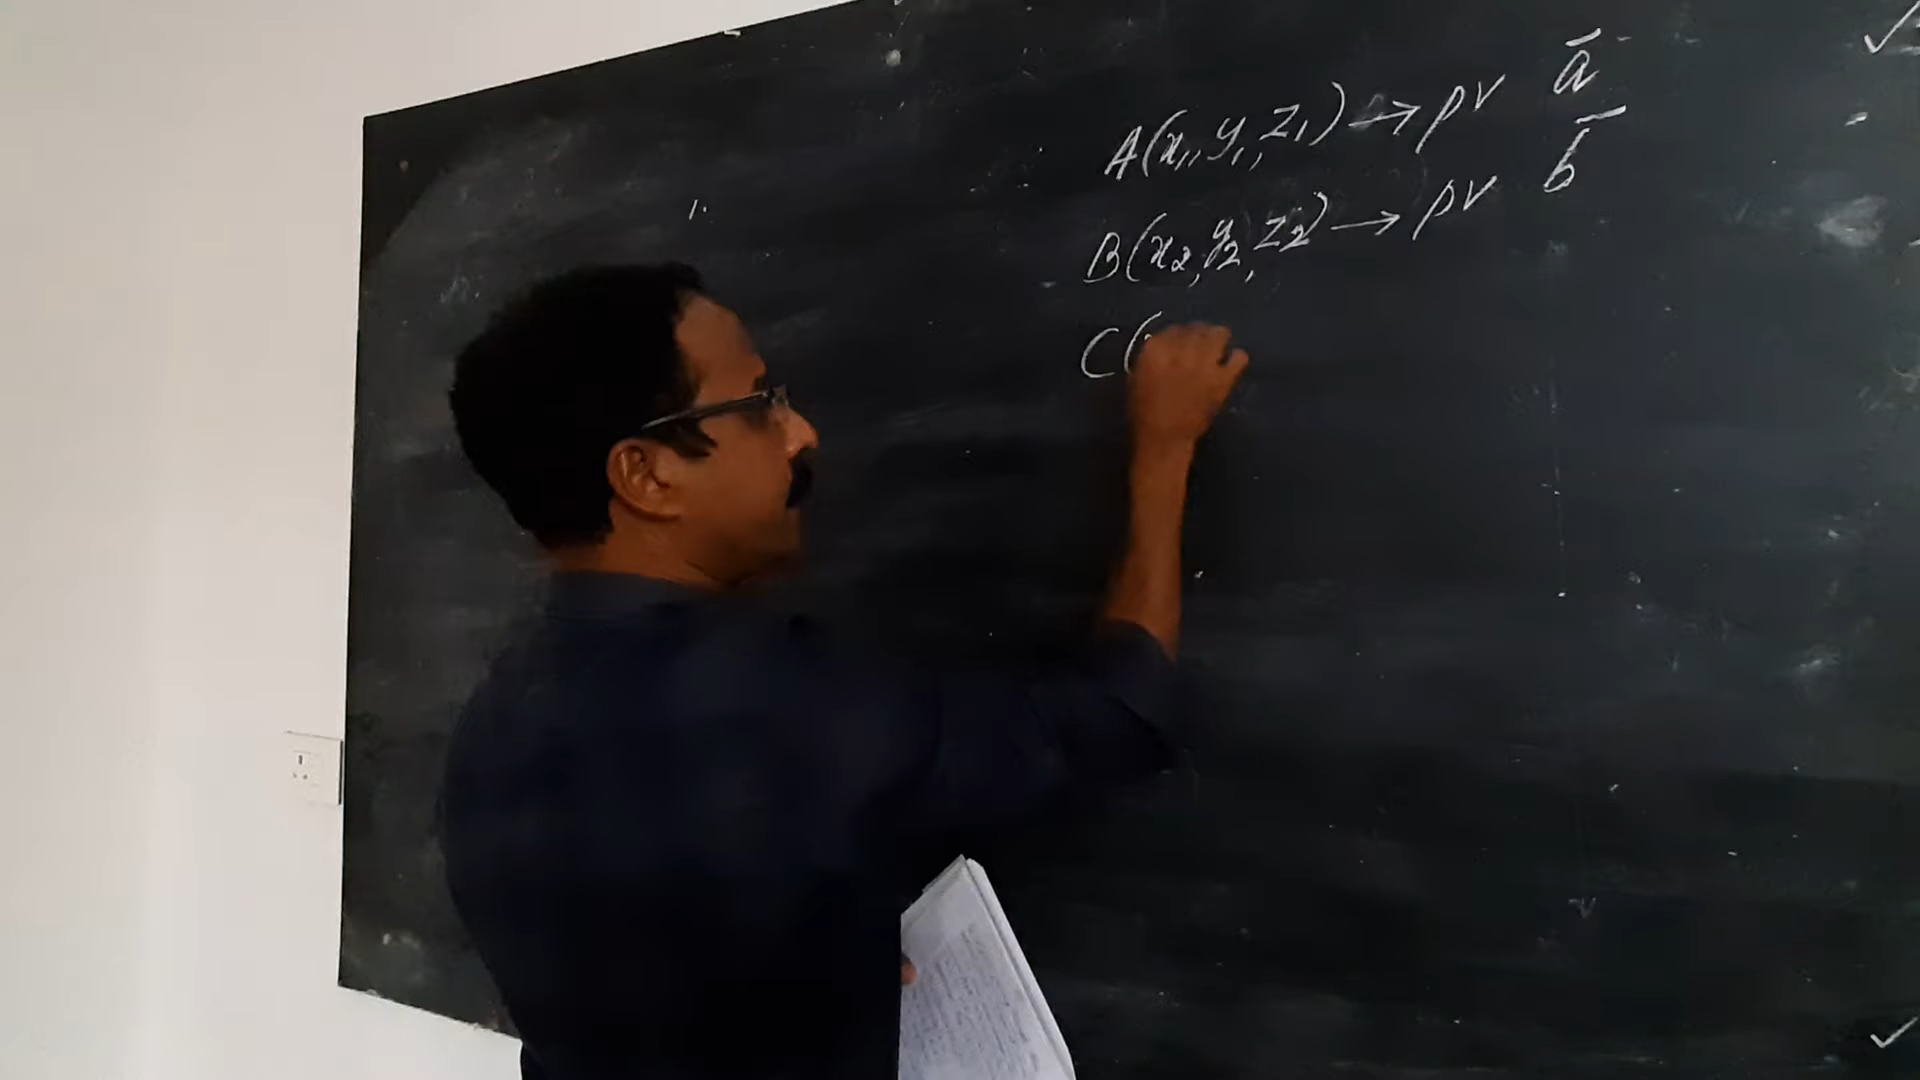 A(x₁, y₁, z₁) → pv a̅
B(x₂, y₂, z₂) → pv b̅
C(